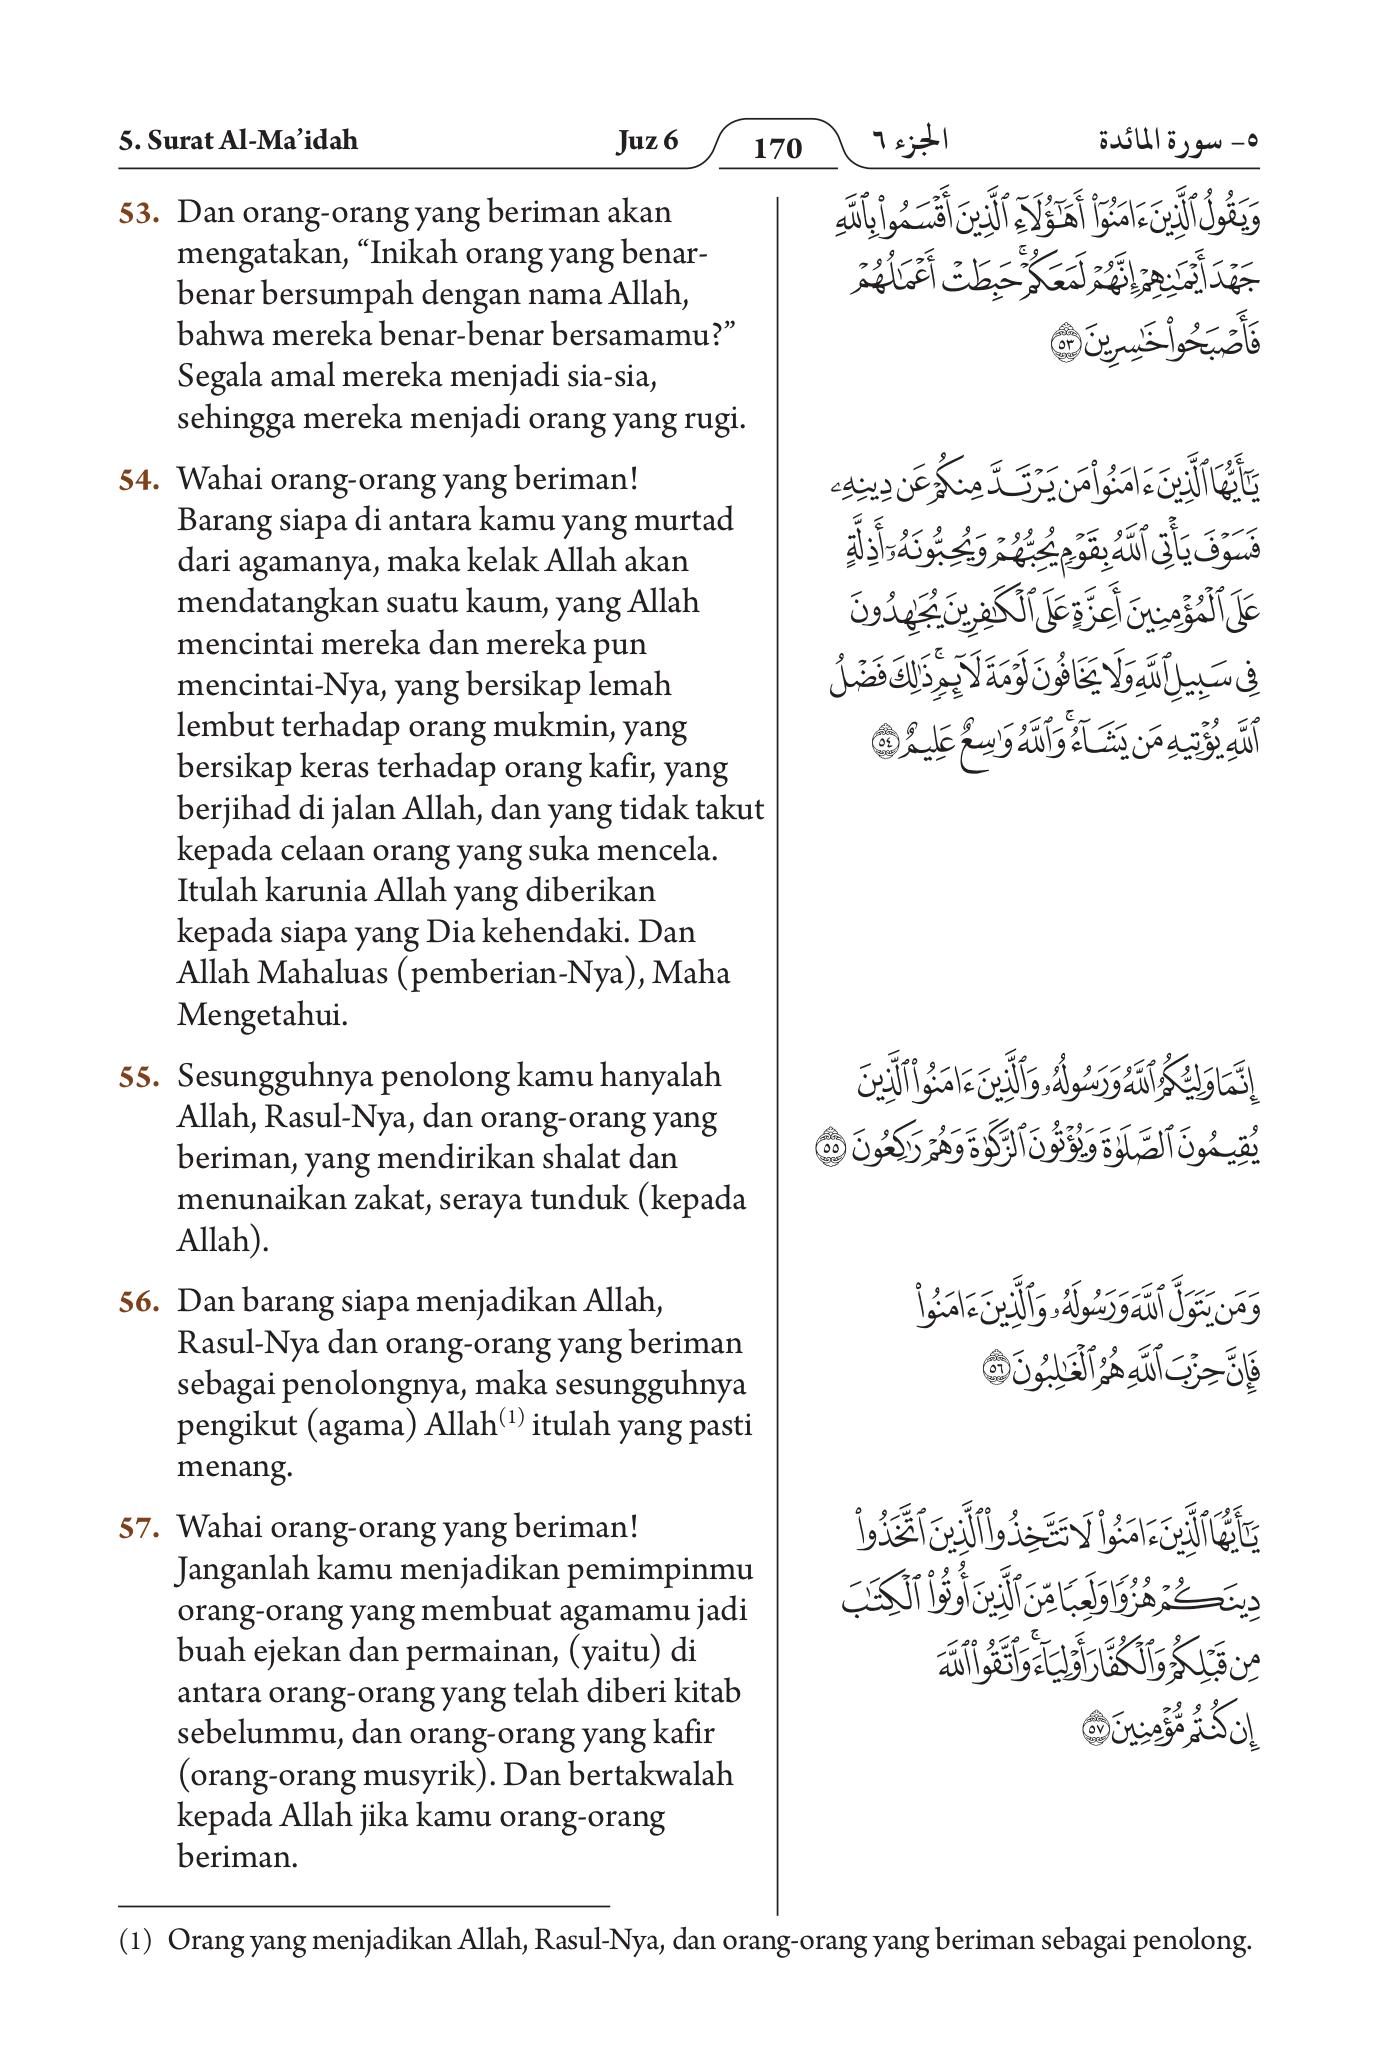 5. Surat Al-Ma’idah
Juz 6
170
الجزء ٦
٥- سورة المائدة
53. Dan orang-orang yang beriman akan
mengatakan, “Inikah orang yang benar-
benar bersumpah dengan nama Allah,
bahwa mereka benar-benar bersamamu?”
Segala amal mereka menjadi sia-sia,
sehingga mereka menjadi orang yang rugi.
54. Wahai orang-orang yang beriman!
Barang siapa di antara kamu yang murtad
dari agamanya, maka kelak Allah akan
mendatangkan suatu kaum, yang Allah
mencintai mereka dan mereka pun
mencintai-Nya, yang bersikap lemah
lembut terhadap orang mukmin, yang
bersikap keras terhadap orang kafir, yang
berjihad di jalan Allah, dan yang tidak takut
kepada celaan orang yang suka mencela.
Itulah karunia Allah yang diberikan
kepada siapa yang Dia kehendaki. Dan
Allah Mahaluas (pemberian-Nya), Maha
Mengetahui.
55. Sesungguhnya penolong kamu hanyalah
Allah, Rasul-Nya, dan orang-orang yang
beriman, yang mendirikan shalat dan
menunaikan zakat, seraya tunduk (kepada
Allah).
56. Dan barang siapa menjadikan Allah,
Rasul-Nya dan orang-orang yang beriman
sebagai penolongnya, maka sesungguhnya
pengikut (agama) Allah(1) itulah yang pasti
menang.
57. Wahai orang-orang yang beriman!
Janganlah kamu menjadikan pemimpinmu
orang-orang yang membuat agamamu jadi
buah ejekan dan permainan, (yaitu) di
antara orang-orang yang telah diberi kitab
sebelummu, dan orang-orang yang kafir
(orang-orang musyrik). Dan bertakwalah
kepada Allah jika kamu orang-orang
beriman.
وَيَقُولُ ٱلَّذِينَ ءَامَنُوٓاْ أَهَٰٓؤُلَآءِ ٱلَّذِينَ أَقْسَمُواْ بِٱللَّهِ
جَهْدَ أَيْمَٰنِهِمْ إِنَّهُمْ لَمَعَكُمْ ۚ حَبِطَتْ أَعْمَٰلُهُمْ
فَأَصْبَحُواْ خَٰسِرِينَ ٥٣
يَٰٓأَيُّهَا ٱلَّذِينَ ءَامَنُواْ مَن يَرْتَدَّ مِنكُمْ عَن دِينِهِۦ
فَسَوْفَ يَأْتِى ٱللَّهُ بِقَوْمٍ يُحِبُّهُمْ وَيُحِبُّونَهُۥٓ أَذِلَّةٍ
عَلَى ٱلْمُؤْمِنِينَ أَعِزَّةٍ عَلَى ٱلْكَٰفِرِينَ يُجَٰهِدُونَ
فِى سَبِيلِ ٱللَّهِ وَلَا يَخَافُونَ لَوْمَةَ لَآئِمٍ ۚ ذَٰلِكَ فَضْلُ
ٱللَّهِ يُؤْتِيهِ مَن يَشَآءُ ۚ وَٱللَّهُ وَٰسِعٌ عَلِيمٌ ٥٤
إِنَّمَا وَلِيُّكُمُ ٱللَّهُ وَرَسُولُهُۥ وَٱلَّذِينَ ءَامَنُواْ ٱلَّذِينَ
يُقِيمُونَ ٱلصَّلَوٰةَ وَيُؤْتُونَ ٱلزَّكَوٰةَ وَهُمْ رَٰكِعُونَ ٥٥
وَمَن يَتَوَلَّ ٱللَّهَ وَرَسُولَهُۥ وَٱلَّذِينَ ءَامَنُواْ
فَإِنَّ حِزْبَ ٱللَّهِ هُمُ ٱلْغَٰلِبُونَ ٥٦
يَٰٓأَيُّهَا ٱلَّذِينَ ءَامَنُواْ لَا تَتَّخِذُواْ ٱلَّذِينَ ٱتَّخَذُواْ
دِينَكُمْ هُزُوًا وَلَعِبًا مِّنَ ٱلَّذِينَ أُوتُواْ ٱلْكِتَٰبَ
مِن قَبْلِكُمْ وَٱلْكُفَّارَ أَوْلِيَآءَ ۚ وَٱتَّقُواْ ٱللَّهَ
إِن كُنتُم مُّؤْمِنِينَ ٥٧
(1) Orang yang menjadikan Allah, Rasul-Nya, dan orang-orang yang beriman sebagai penolong.